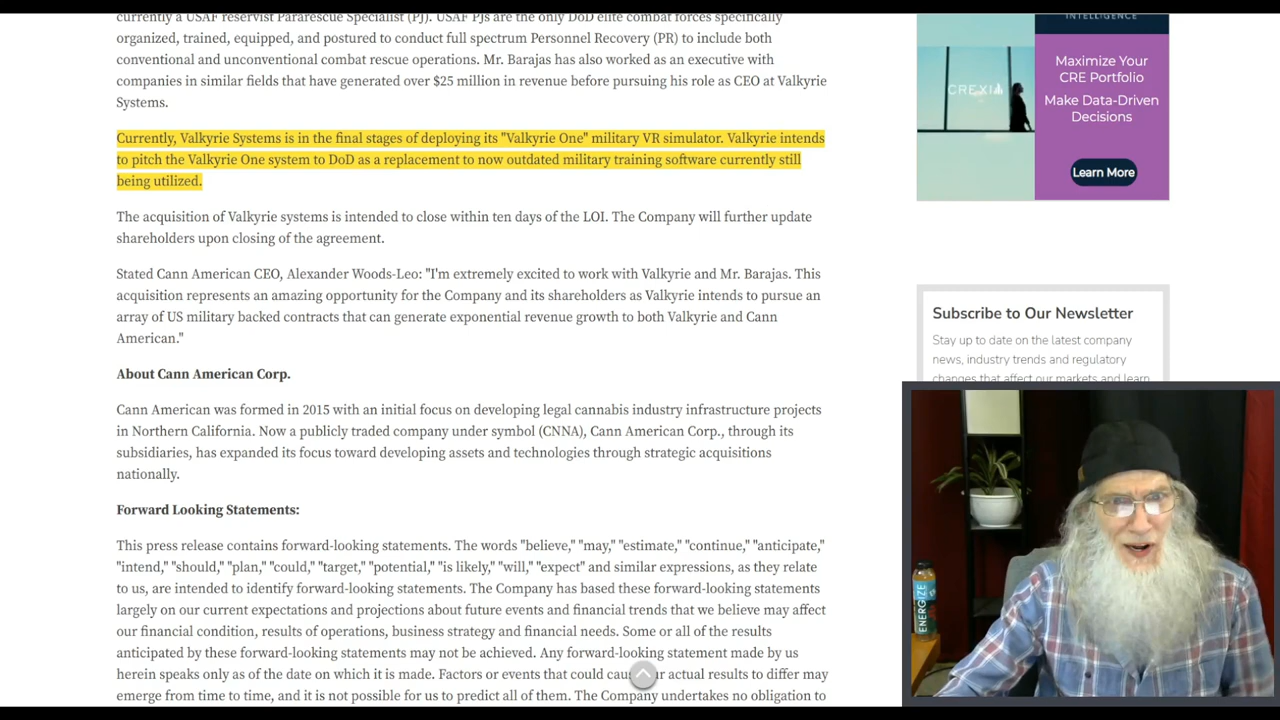 currently a USAF reservist Pararescue Specialist (PJ). USAF PJs are the only DoD elite combat forces specifically
organized, trained, equipped, and postured to conduct full spectrum Personnel Recovery (PR) to include both
conventional and unconventional combat rescue operations. Mr. Barajas has also worked as an executive with
companies in similar fields that have generated over $25 million in revenue before pursuing his role as CEO at Valkyrie
Systems.
Currently, Valkyrie Systems is in the final stages of deploying its "Valkyrie One" military VR simulator. Valkyrie intends
to pitch the Valkyrie One system to DoD as a replacement to now outdated military training software currently still
being utilized.
The acquisition of Valkyrie systems is intended to close within ten days of the LOI. The Company will further update
shareholders upon closing of the agreement.
Stated Cann American CEO, Alexander Woods-Leo: "I'm extremely excited to work with Valkyrie and Mr. Barajas. This
acquisition represents an amazing opportunity for the Company and its shareholders as Valkyrie intends to pursue an
array of US military backed contracts that can generate exponential revenue growth to both Valkyrie and Cann
American."
About Cann American Corp.
Cann American was formed in 2015 with an initial focus on developing legal cannabis industry infrastructure projects
in Northern California. Now a publicly traded company under symbol (CNNA), Cann American Corp., through its
subsidiaries, has expanded its focus toward developing assets and technologies through strategic acquisitions
nationally.
Forward Looking Statements:
This press release contains forward-looking statements. The words "believe," "may," "estimate," "continue," "anticipate,"
"intend," "should," "plan," "could," "target," "potential," "is likely," "will," "expect" and similar expressions, as they relate
to us, are intended to identify forward-looking statements. The Company has based these forward-looking statements
largely on our current expectations and projections about future events and financial trends that we believe may affect
our financial condition, results of operations, business strategy and financial needs. Some or all of the results
anticipated by these forward-looking statements may not be achieved. Any forward-looking statement made by us
herein speaks only as of the date on which it is made. Factors or events that could cau r actual results to differ may
emerge from time to time, and it is not possible for us to predict all of them. The Company undertakes no obligation to
INTELLIGENCE
CREXi
Maximize Your
CRE Portfolio
Make Data-Driven
Decisions
Learn More
Subscribe to Our Newsletter
Stay up to date on the latest company
news, industry trends and regulatory
changes that affect our markets and learn
ENERGIZE